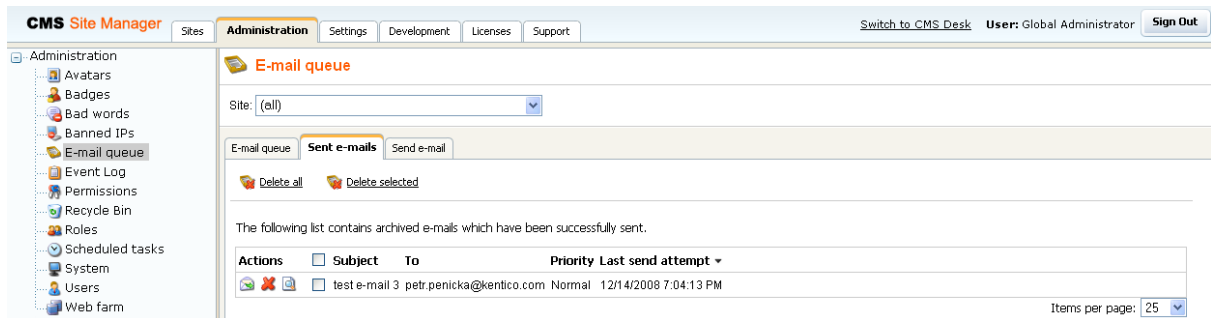 CMS Site Manager Sites Administration Settings Development Licenses Support Switch to CMS Desk User: Global Administrator Sign Out
Administration
Avatars
Badges
Bad words
Banned IPs
E-mail queue
Event Log
Permissions
Recycle Bin
Roles
Scheduled tasks
System
Users
Web farm
E-mail queue
Site: (all)
E-mail queue Sent e-mails Send e-mail
Delete all Delete selected
The following list contains archived e-mails which have been successfully sent.
Actions Subject To Priority Last send attempt
test e-mail 3 petr.penicka@kentico.com Normal 12/14/2008 7:04:13 PM
Items per page: 25